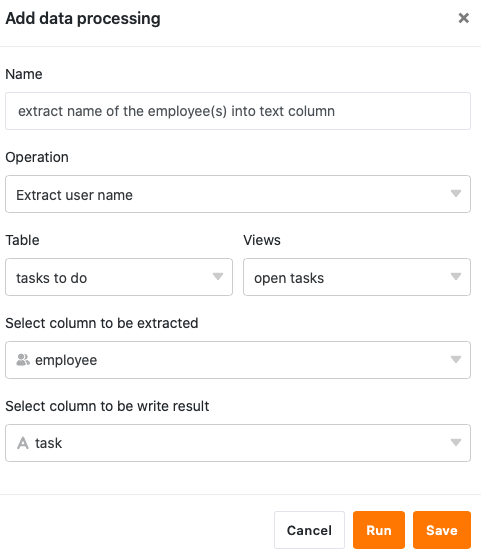 Add data processing
Name
extract name of the employee(s) into text column
Operation
Extract user name
Table Views
tasks to do open tasks
Select column to be extracted
employee
Select column to be write result
task
Cancel Run Save